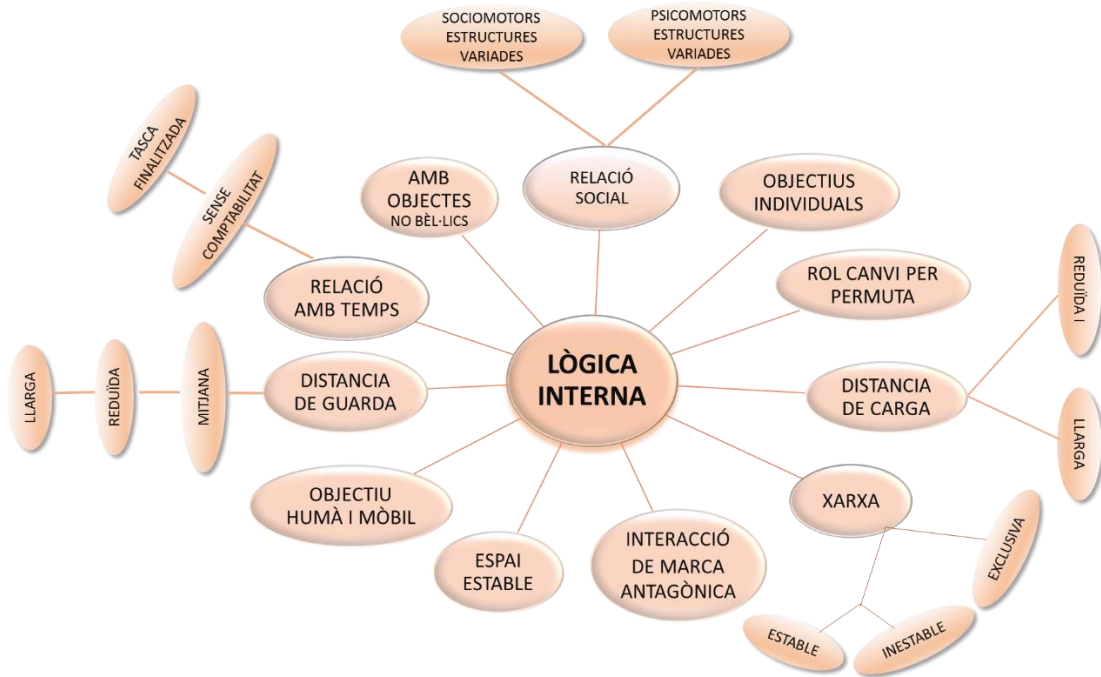 SOCIOMOTORS
ESTRUCTURES
VARIADES
PSICOMOTORS
ESTRUCTURES
VARIADES
TASCA
FINALITZADA
SENSE
COMPTABILITAT
AMB
OBJECTES
NO BÈL·LICS
RELACIÓ
SOCIAL
OBJECTIUS
INDIVIDUALS
RELACIÓ
AMB TEMPS
ROL CANVI PER
PERMUTA
REDUÏDA I
LÒGICA
INTERNA
LLARGA
REDUÏDA
MITJANA
DISTANCIA
DE GUARDA
DISTANCIA
DE CARGA
LLARGA
OBJECTIU
HUMÀ I MÒBIL
ESPAI
ESTABLE
INTERACCIÓ
DE MARCA
ANTAGÒNICA
XARXA
EXCLUSIVA
ESTABLE
INESTABLE